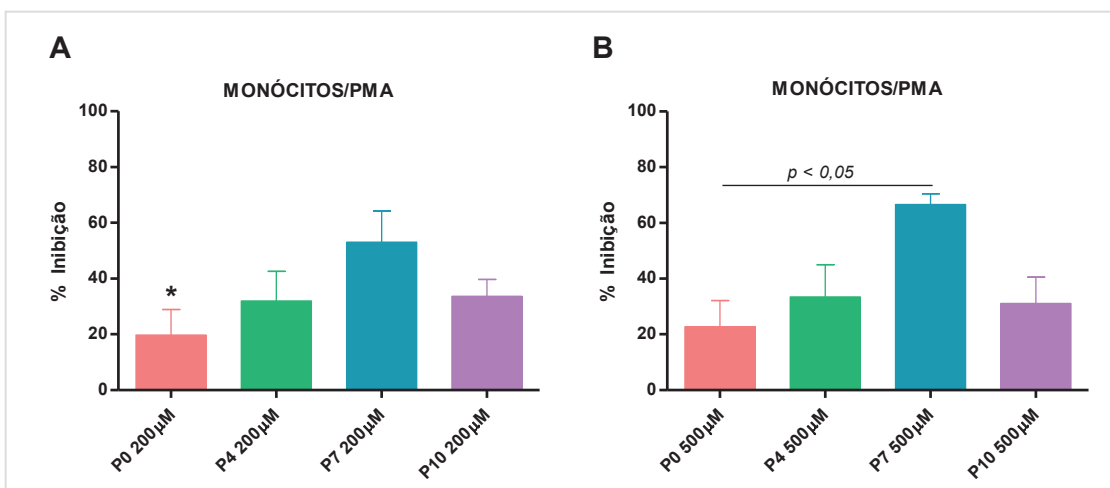 A
MONÓCITOS/PMA
% Inibição
100
80
60
40
20
0
*
P0 200µM
P4 200µM
P7 200µM
P10 200µM
B
MONÓCITOS/PMA
% Inibição
100
80
60
40
20
0
p < 0,05
P0 500µM
P4 500µM
P7 500µM
P10 500µM